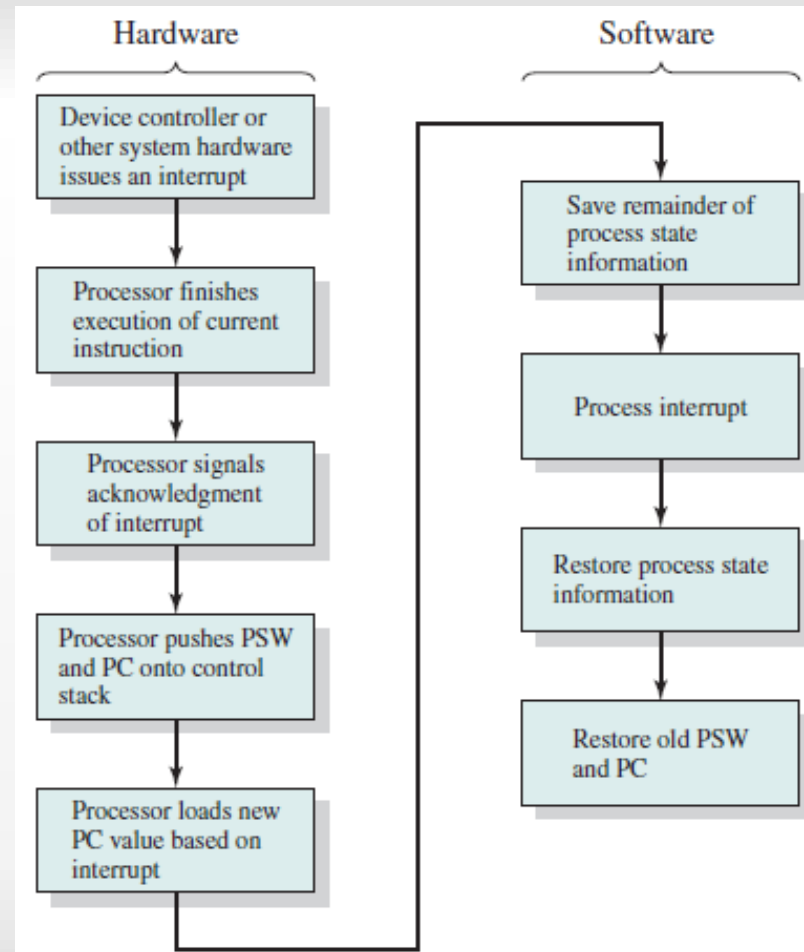 Hardware
Device controller or
other system hardware
issues an interrupt
Processor finishes
execution of current
instruction
Processor signals
acknowledgment
of interrupt
Processor pushes PSW
and PC onto control
stack
Processor loads new
PC value based on
interrupt
Software
Save remainder of
process state
information
Process interrupt
Restore process state
information
Restore old PSW
and PC